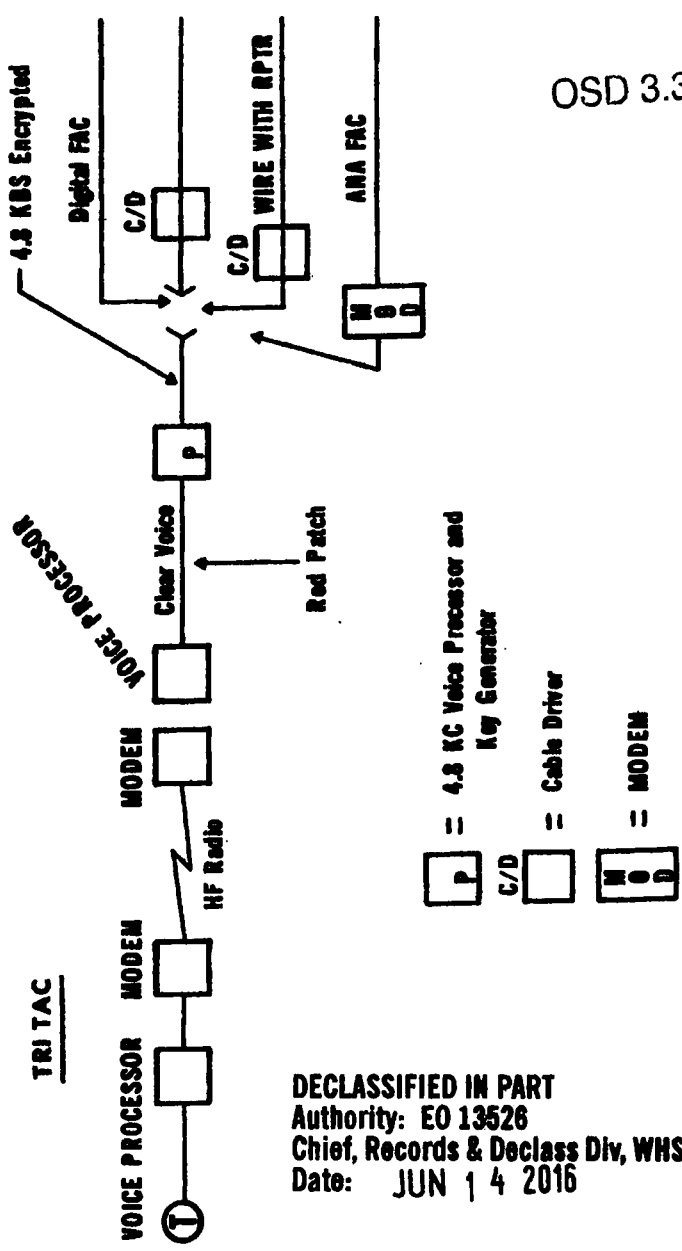 TRI TAC
VOICE PROCESSOR
T
MODEM
HF Radio
MODEM
VOICE PROCESSOR
Clear Voice
Red Patch
P
4.8 KBS Encrypted
Digital FAC
C/D
C/D
WIRE WITH RPTR
MOD
ANA FAC
P = 4.8 KC Voice Processor and
Key Generator
C/D = Cable Driver
MOD = MODEM
OSD 3.3
DECLASSIFIED IN PART
Authority: EO 13526
Chief, Records & Declass Div, WHS
Date: JUN 14 2016